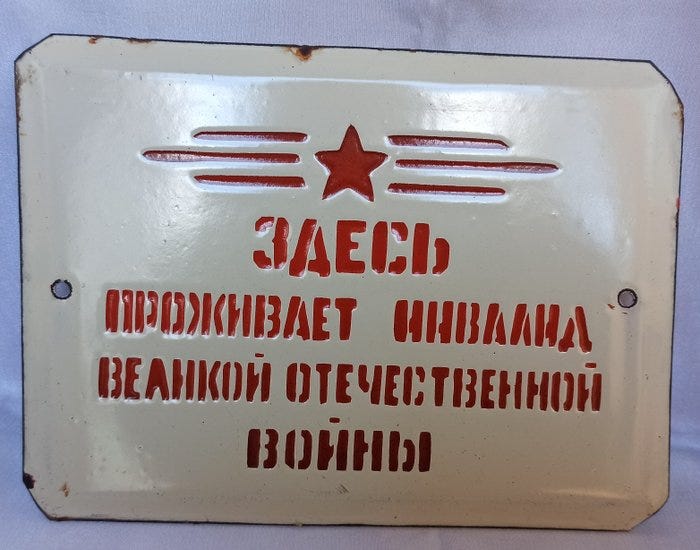 ЗДЕСЬ
ПРОЖИВАЕТ ИНВАЛИД
ВЕЛИКОЙ ОТЕЧЕСТВЕННОЙ
ВОЙНЫ